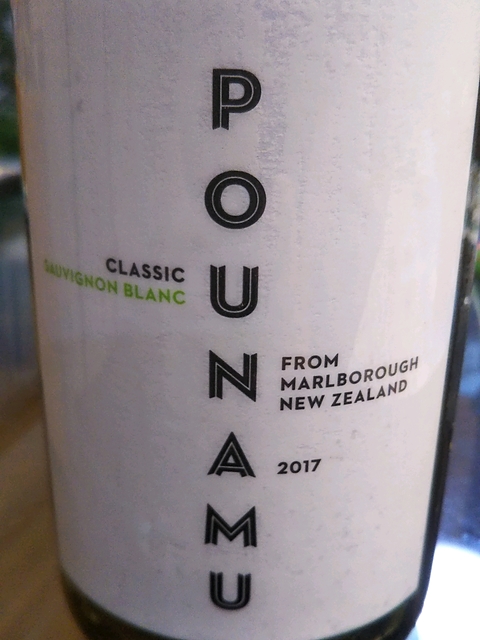 POUNAMU
CLASSIC
SAUVIGNON BLANC
FROM
MARLBOROUGH
NEW ZEALAND
2017